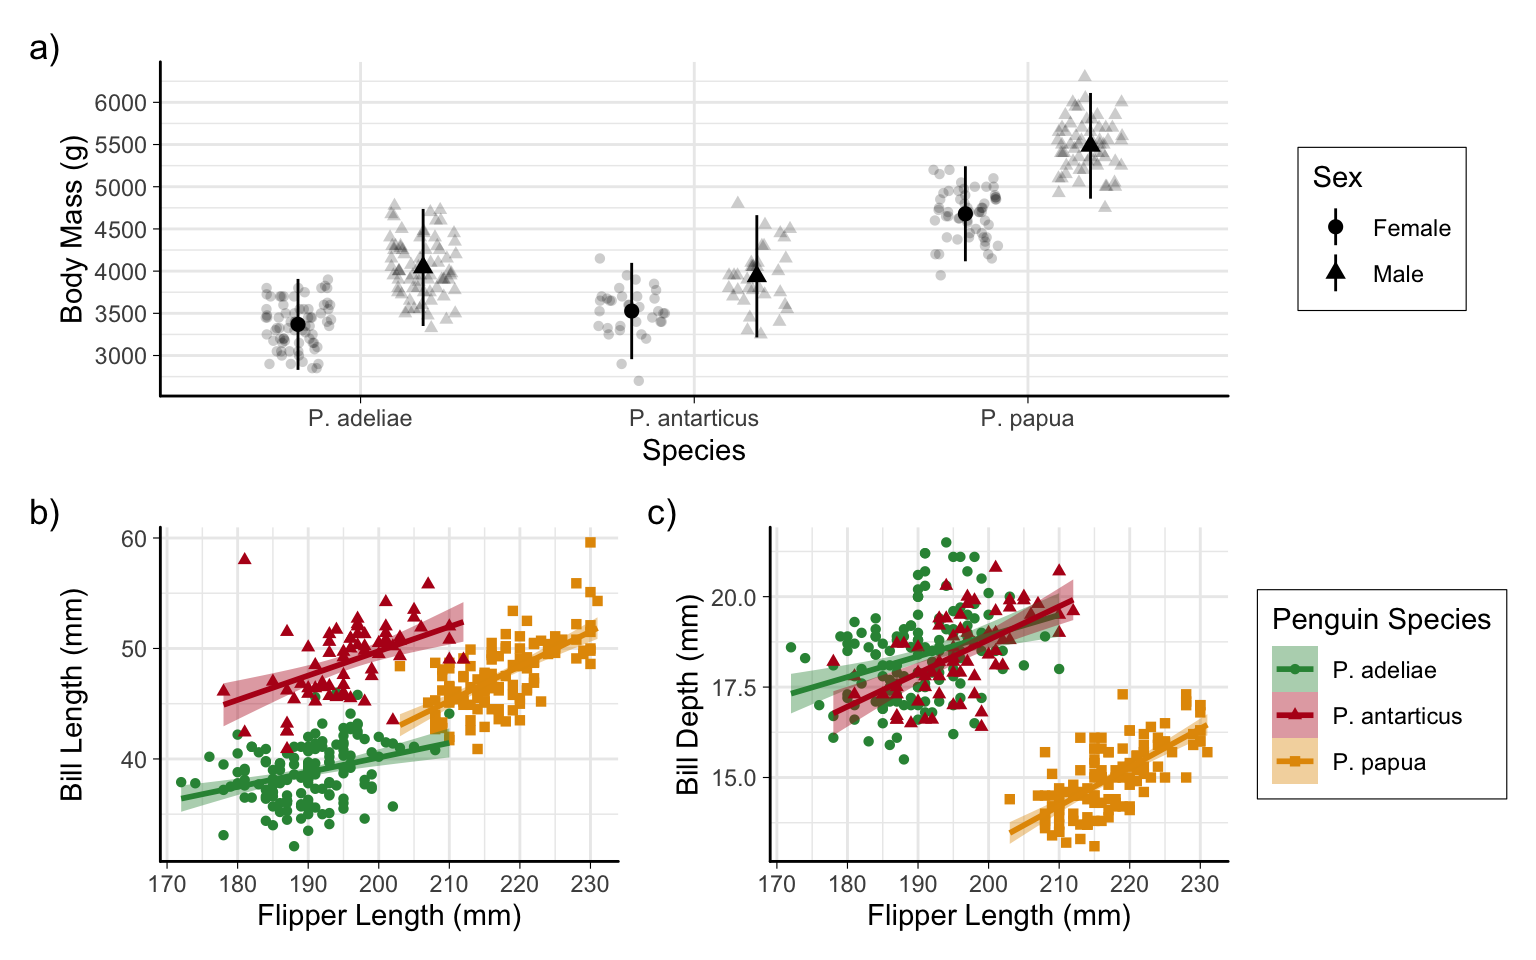 a)
6000
5500
5000
4500
4000
3500
3000
Body Mass (g)
P. adeliae
P. antarticus
P. papua
Species
Sex
Female
Male
b)
60
50
40
Bill Length (mm)
170 180 190 200 210 220 230
Flipper Length (mm)
c)
20.0
17.5
15.0
Bill Depth (mm)
170 180 190 200 210 220 230
Flipper Length (mm)
Penguin Species
P. adeliae
P. antarticus
P. papua